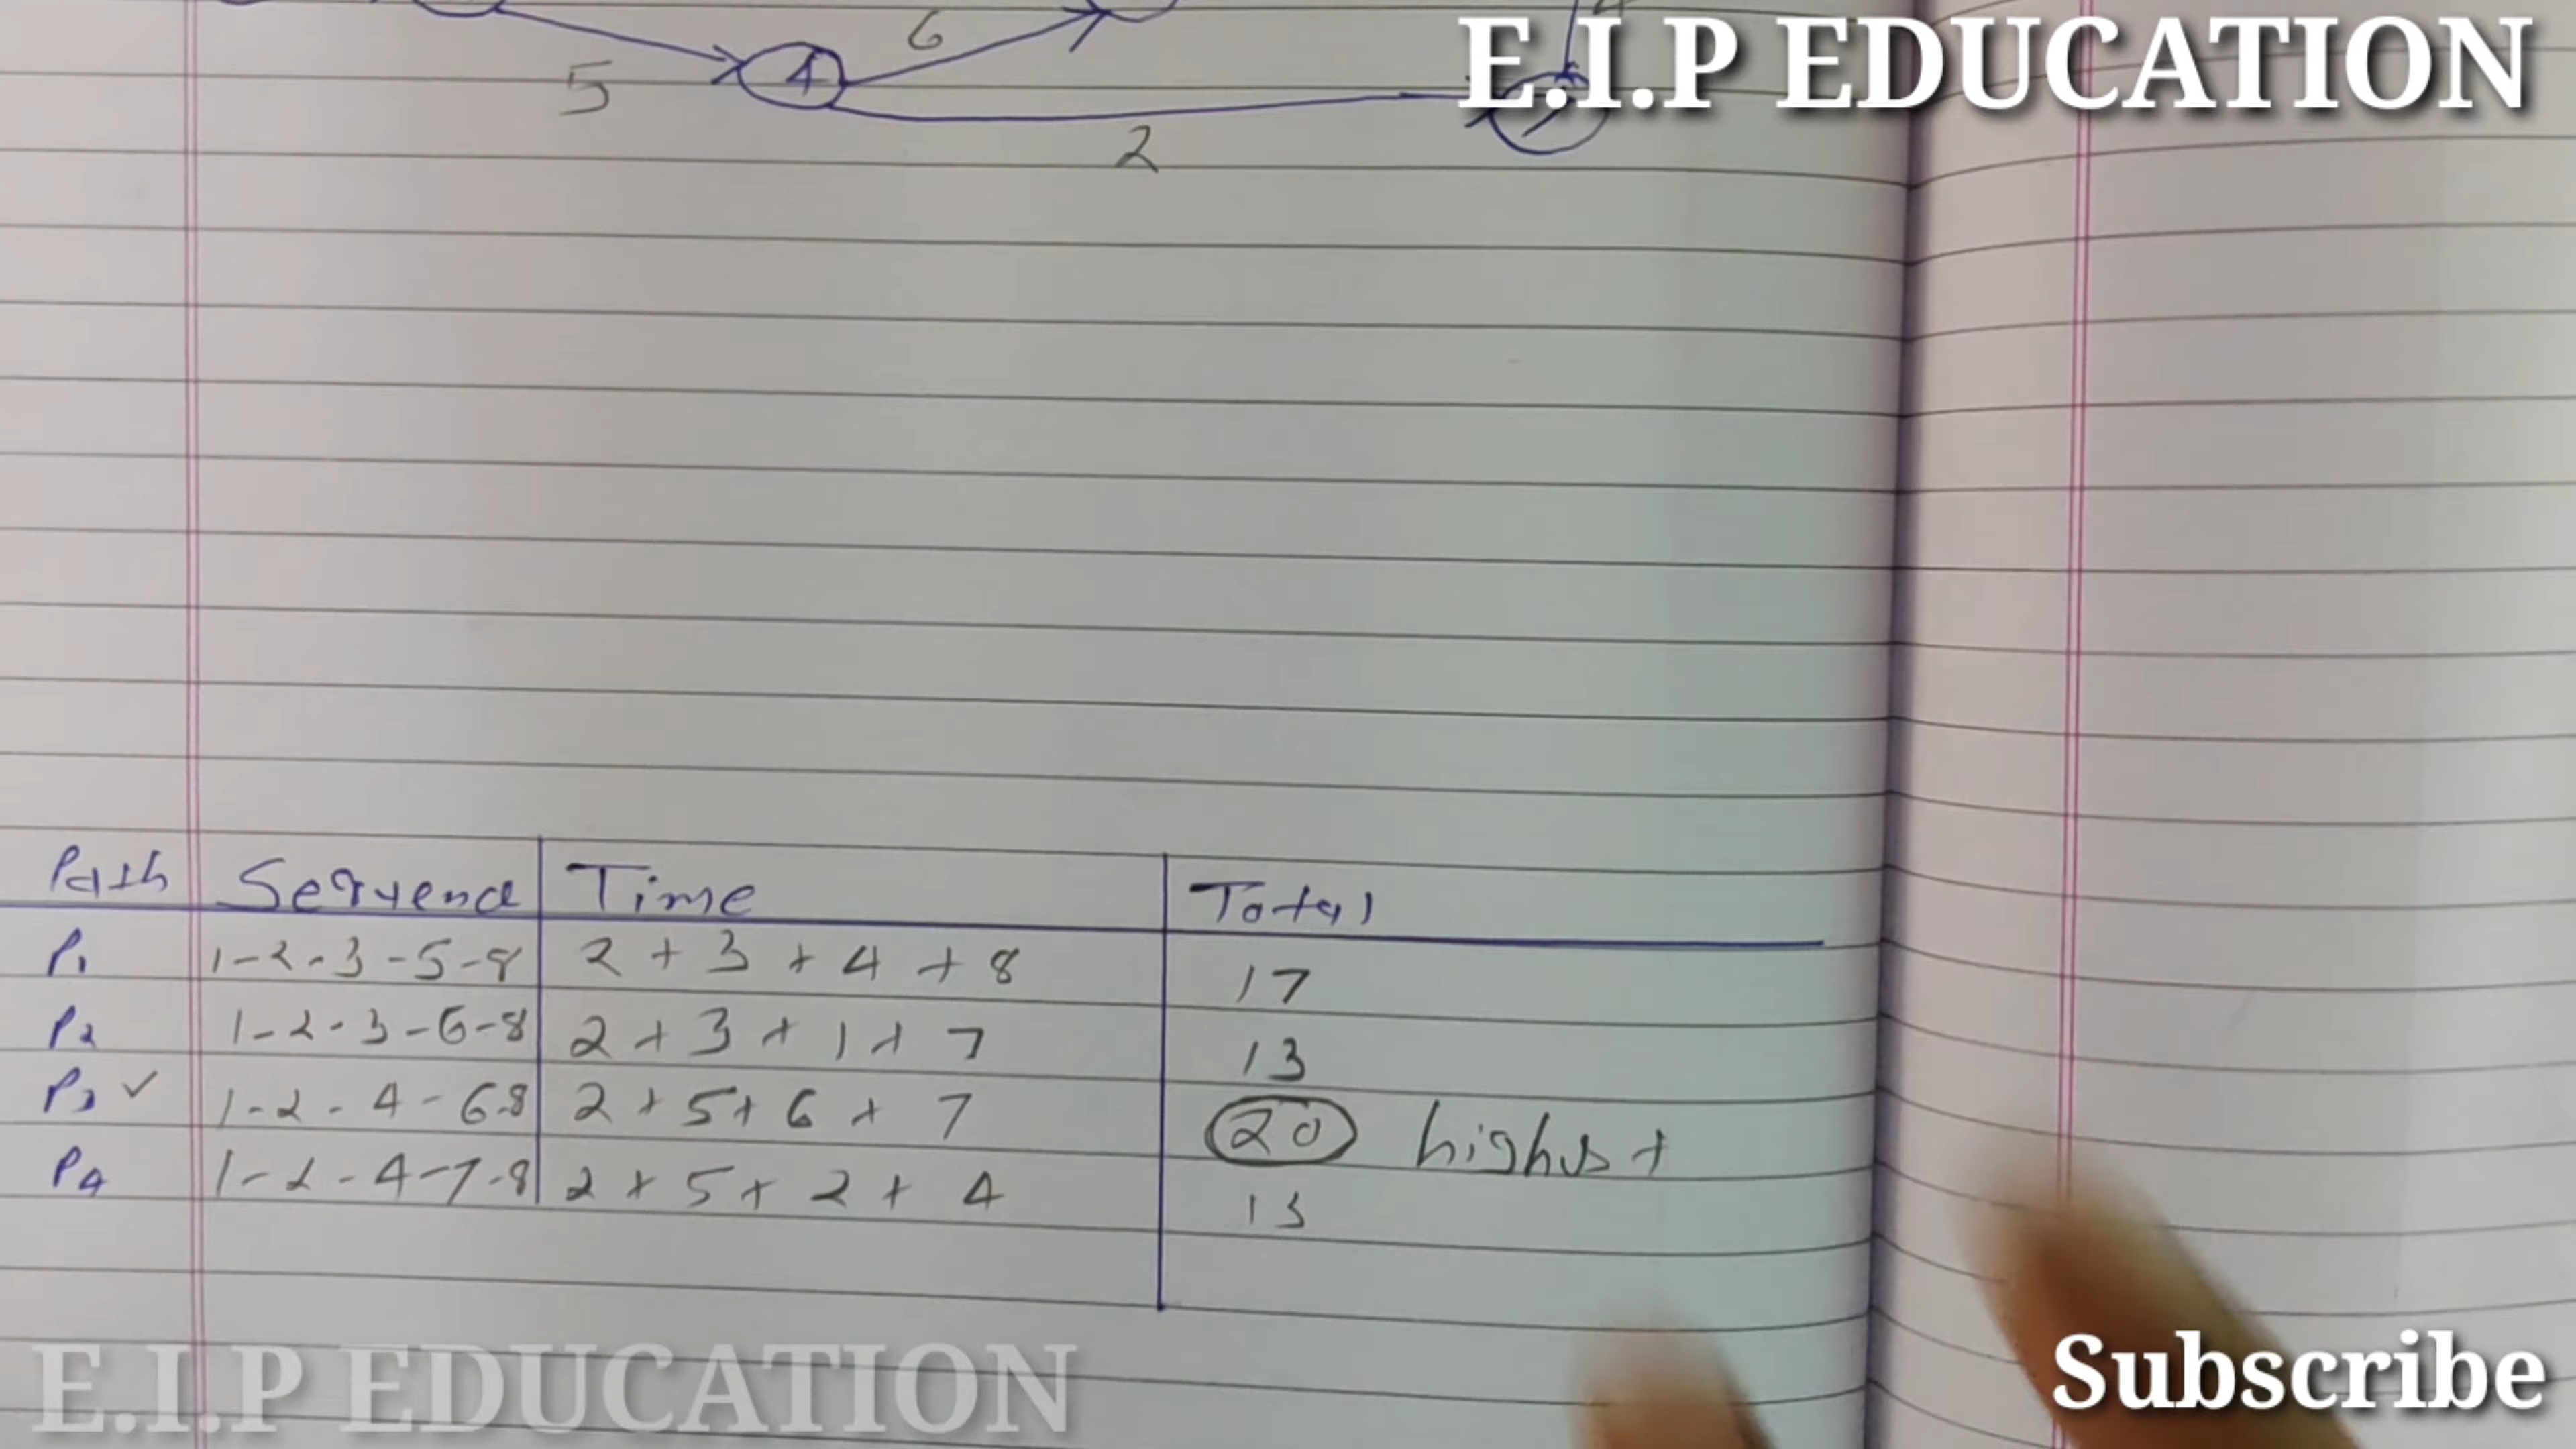 E.I.P EDUCATION
6
5
4
2
7
Path Sequence Time Total
P1 1-2-3-5-8 2 + 3 + 4 + 8 17
P2 1-2-3-6-8 2 + 3 + 1 + 7 13
P3 ✓ 1-2-4-6-8 2 + 5 + 6 + 7 20 highest
P4 1-2-4-7-8 2 + 5 + 2 + 4 13
E.I.P EDUCATION
Subscribe